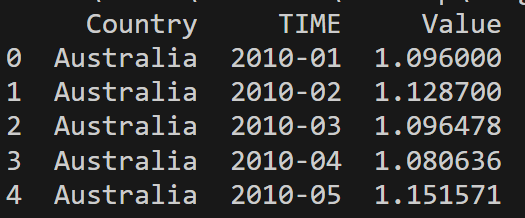 Country TIME Value
0 Australia 2010-01 1.096000
1 Australia 2010-02 1.128700
2 Australia 2010-03 1.096478
3 Australia 2010-04 1.080636
4 Australia 2010-05 1.151571